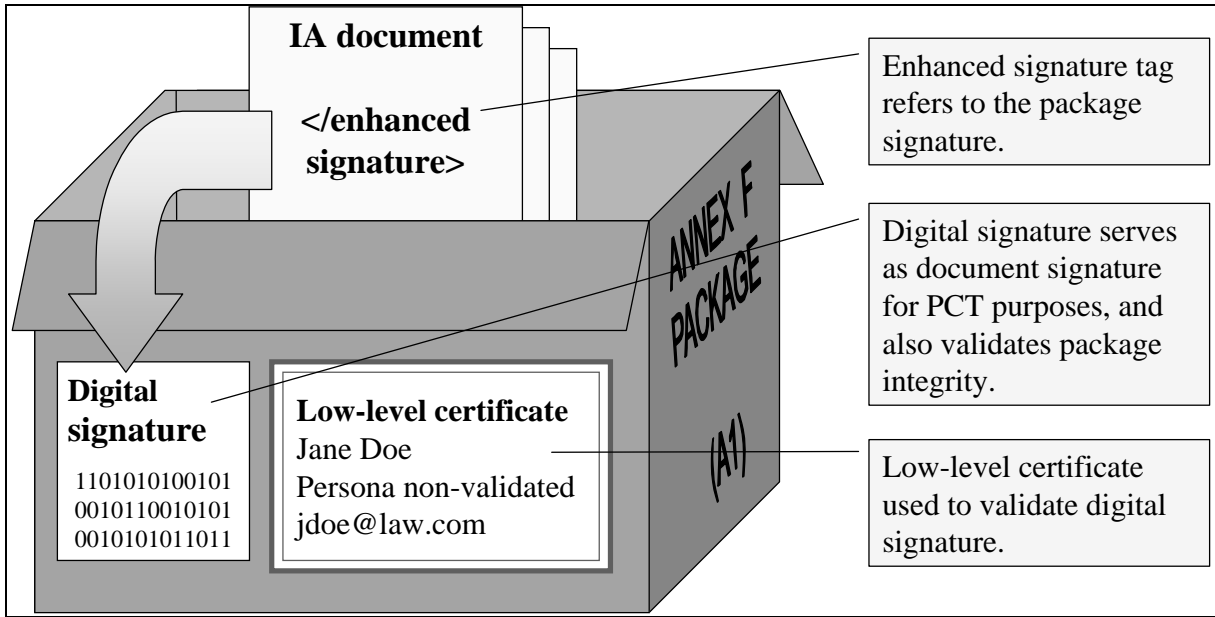 IA document
</enhanced
signature>
Enhanced signature tag
refers to the package
signature.
ANNEX F
PACKAGE
(A1)
Digital signature serves
as document signature
for PCT purposes, and
also validates package
integrity.
Digital
signature
1101010100101
0010110010101
0010101011011
Low-level certificate
Jane Doe
Persona non-validated
jdoe@law.com
Low-level certificate
used to validate digital
signature.